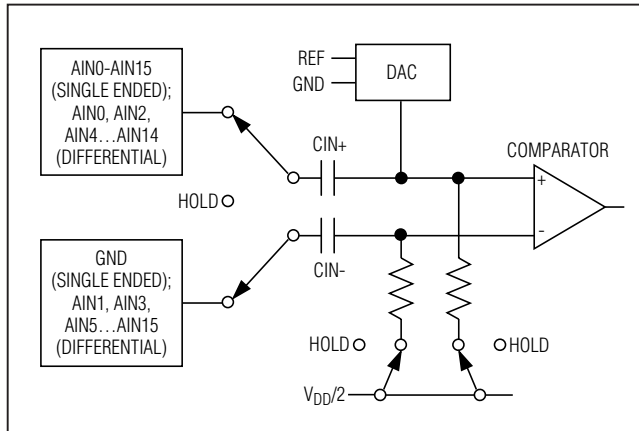 AIN0-AIN15
(SINGLE ENDED);
AIN0, AIN2,
AIN4...AIN14
(DIFFERENTIAL)
REF
GND
DAC
CIN+
COMPARATOR
+
-
HOLD
GND
(SINGLE ENDED);
AIN1, AIN3,
AIN5...AIN15
(DIFFERENTIAL)
CIN-
HOLD
HOLD
VDD/2